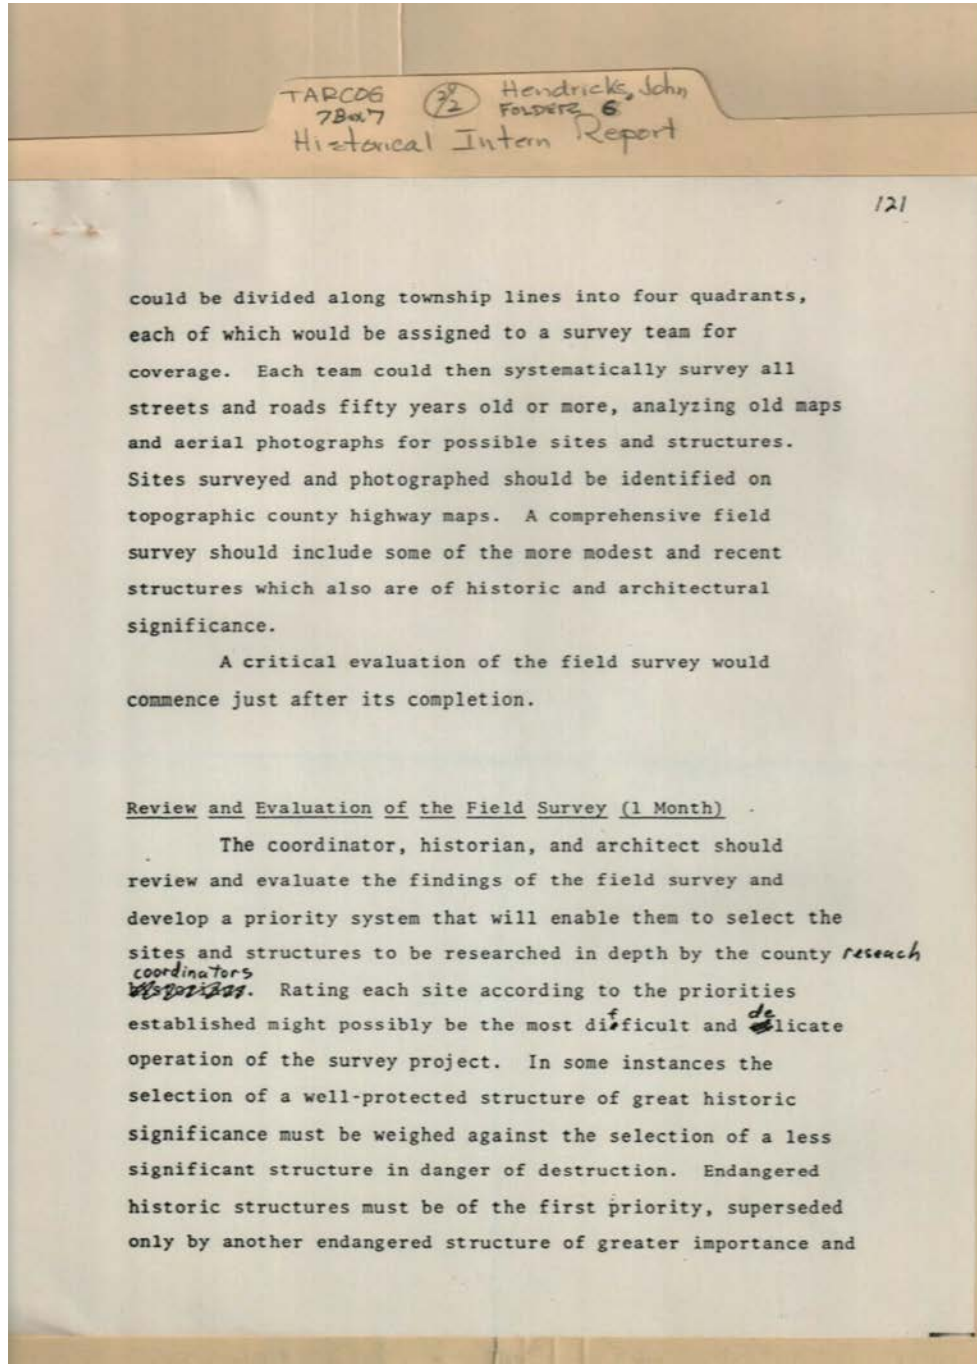 TARCOG Hendricks, John
7Box7 FOLDER2 6
Historical Intern Report
121
could be divided along township lines into four quadrants,
each of which would be assigned to a survey team for
coverage. Each team could then systematically survey all
streets and roads fifty years old or more, analyzing old maps
and aerial photographs for possible sites and structures.
Sites surveyed and photographed should be identified on
topographic county highway maps. A comprehensive field
survey should include some of the more modest and recent
structures which also are of historic and architectural
significance.
A critical evaluation of the field survey would
commence just after its completion.
Review and Evaluation of the Field Survey (1 Month)
The coordinator, historian, and architect should
review and evaluate the findings of the field survey and
develop a priority system that will enable them to select the
sites and structures to be researched in depth by the county reseach
coordinators
. Rating each site according to the priorities
established might possibly be the most difficult and delicate
operation of the survey project. In some instances the
selection of a well-protected structure of great historic
significance must be weighed against the selection of a less
significant structure in danger of destruction. Endangered
historic structures must be of the first priority, superseded
only by another endangered structure of greater importance and